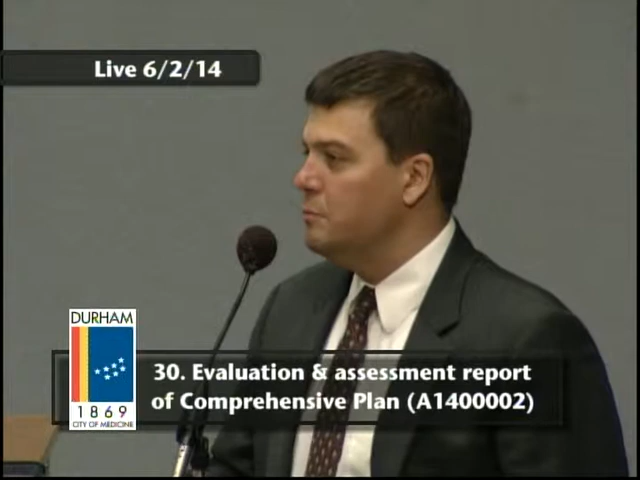 Live 6/2/14
DURHAM
1869
CITY OF MEDICINE
30. Evaluation & assessment report
of Comprehensive Plan (A1400002)